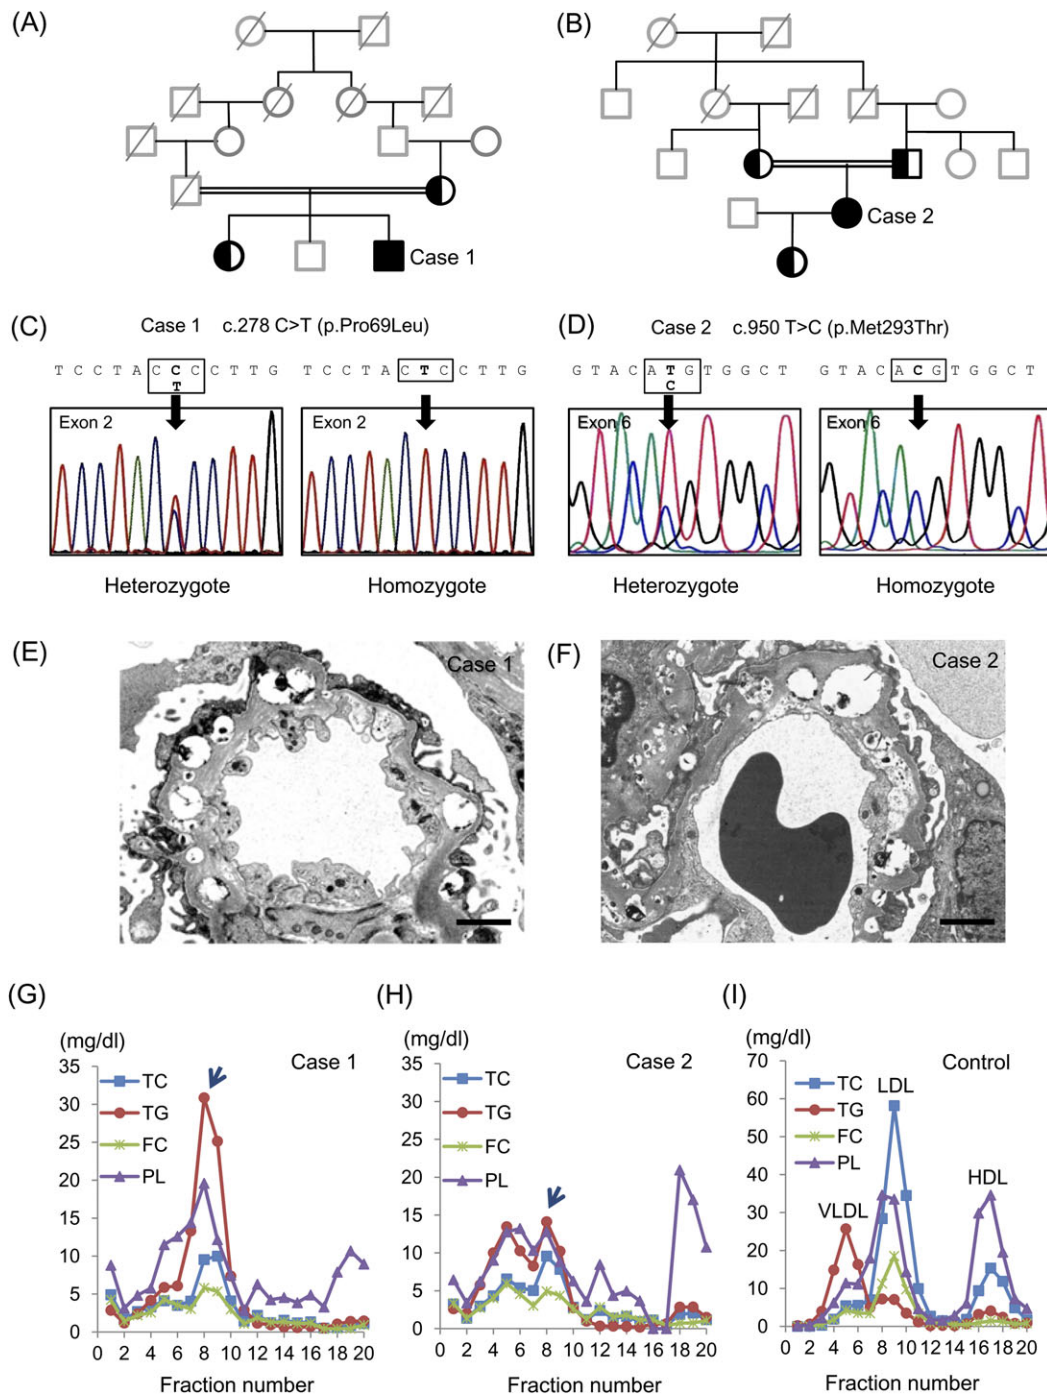 (A)
Case 1
(B)
Case 2
(C)
Case 1 c.278 C>T (p.Pro69Leu)
T C C T A C C C C T T G
T
T C C T A C T C C T T G
Exon 2
Exon 2
Heterozygote
Homozygote
(D)
Case 2 c.950 T>C (p.Met293Thr)
G T A C A T G T G G C T
C
G T A C A C G T G G C T
Exon 6
Exon 6
Heterozygote
Homozygote
(E)
Case 1
(F)
Case 2
(G)
(mg/dl)
Case 1
35
30
25
20
15
10
5
0
TC
TG
FC
PL
0 2 4 6 8 10 12 14 16 18 20
Fraction number
(H)
(mg/dl)
Case 2
35
30
25
20
15
10
5
0
TC
TG
FC
PL
0 2 4 6 8 10 12 14 16 18 20
Fraction number
(I)
(mg/dl)
Control
70
60
50
40
30
20
10
0
TC
TG
FC
PL
LDL
VLDL
HDL
0 2 4 6 8 10 12 14 16 18 20
Fraction number